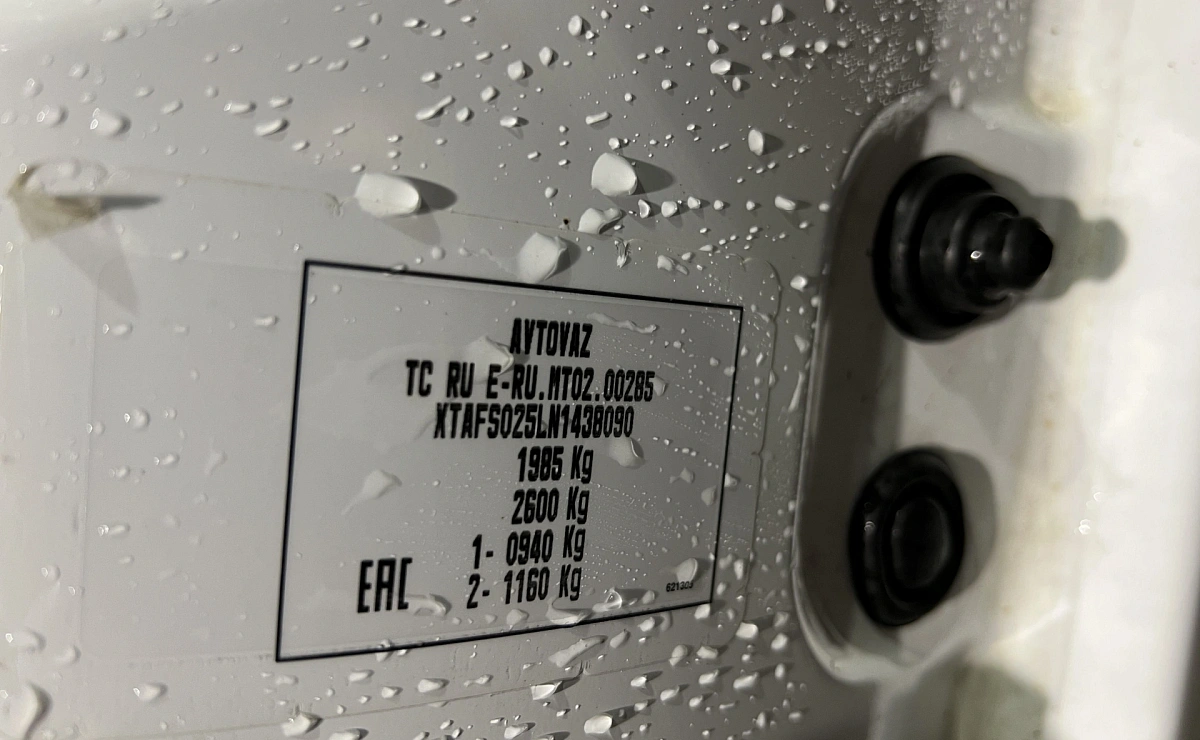 AVTOVAZ
TC RU E-RU.MT02.00285
XTAFS025LN1438090
1985 Kg
2600 Kg
1- 0940 Kg
2- 1160 Kg
EAC